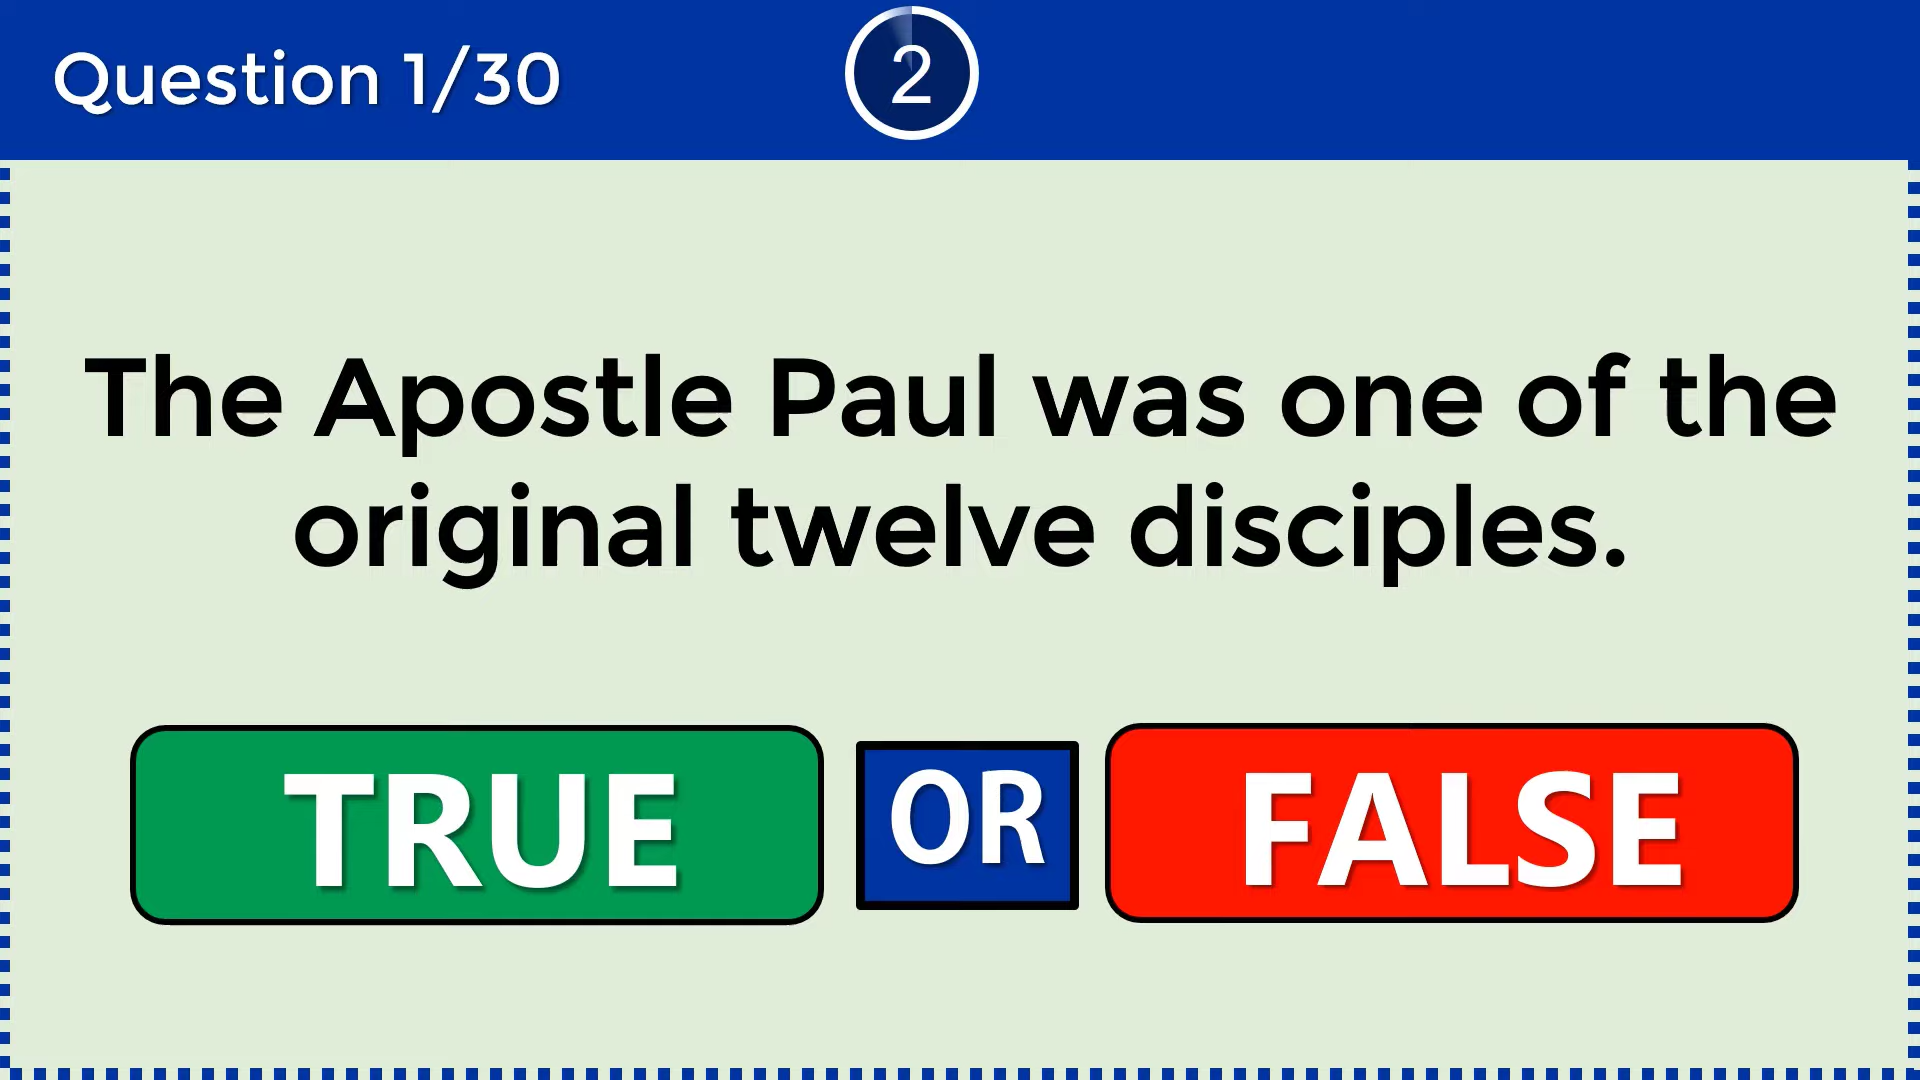 Question 1/30
2
The Apostle Paul was one of the
original twelve disciples.
TRUE
OR
FALSE